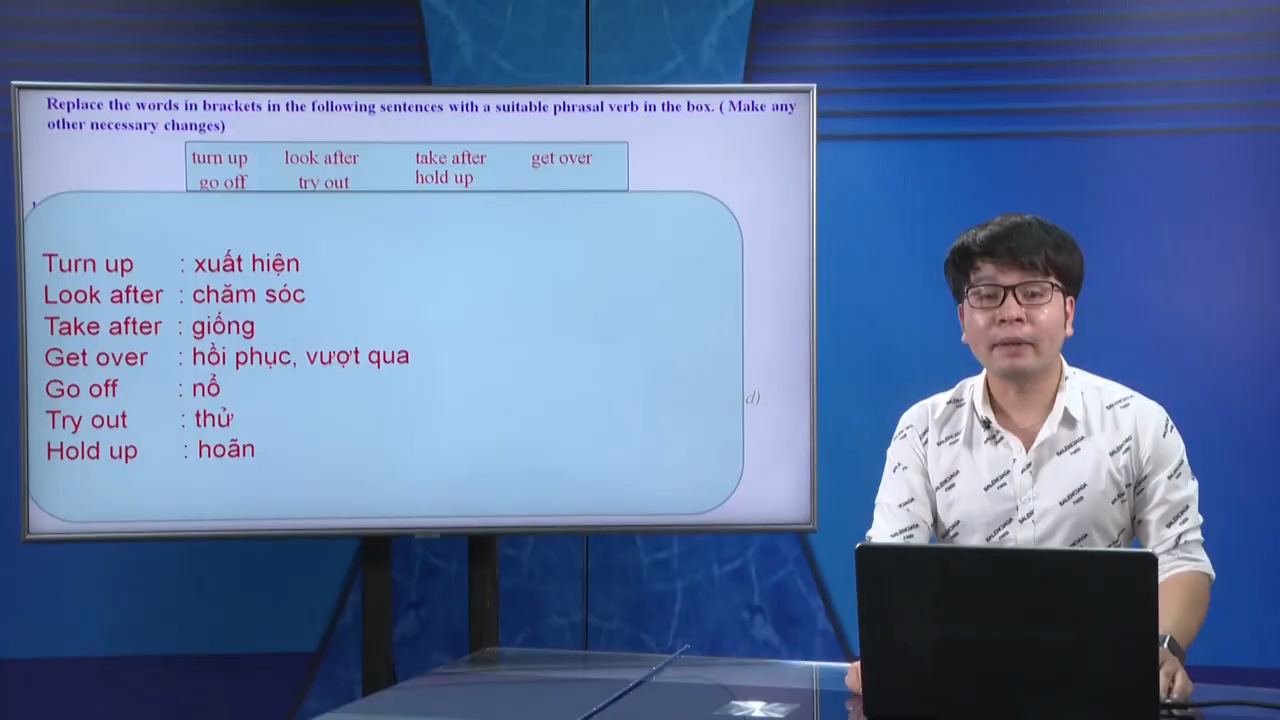 Replace the words in brackets in the following sentences with a suitable phrasal verb in the box. ( Make any
other necessary changes)
turn up look after take after get over
go off try out hold up
Turn up : xuất hiện
Look after : chăm sóc
Take after : giống
Get over : hồi phục, vượt qua
Go off : nổ
Try out : thử
Hold up : hoãn
d)
BALENCIAGA